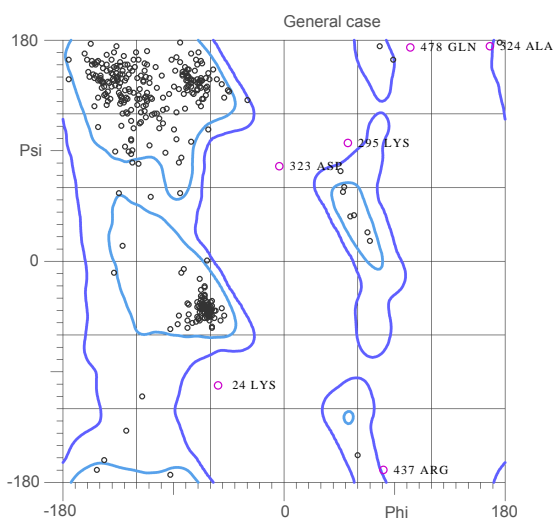 General case
180
478 GLN
524 ALA
Psi
295 LYS
323 ASP
0
24 LYS
437 ARG
-180
-180
0
Phi
180